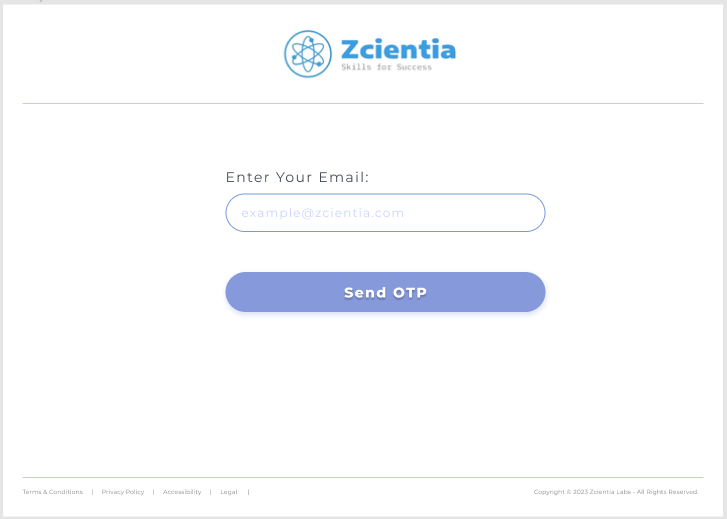 Zcientia
Skills for Success
Enter Your Email:
example@zcientia.com
Send OTP
Terms & Conditions | Privacy Policy | Accessibility | Legal |
Copyright © 2023 Zcientia Labs - All Rights Reserved.